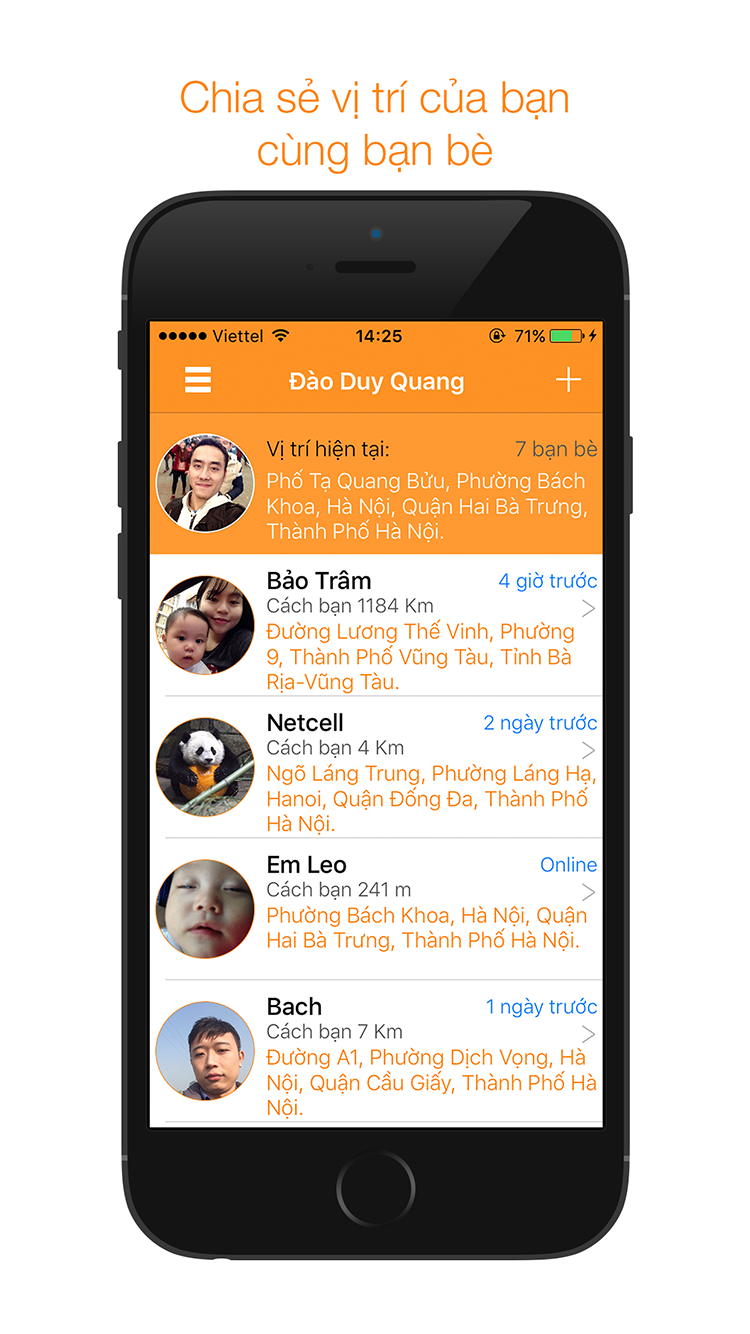 Chia sẻ vị trí của bạn
cùng bạn bè
Viettel 14:25 71%
Đào Duy Quang
Vị trí hiện tại: 7 bạn bè
Phố Tạ Quang Bửu, Phường Bách
Khoa, Hà Nội, Quận Hai Bà Trưng,
Thành Phố Hà Nội.
Bảo Trâm 4 giờ trước
Cách bạn 1184 Km
Đường Lương Thế Vinh, Phường
9, Thành Phố Vũng Tàu, Tỉnh Bà
Rịa-Vũng Tàu.
Netcell 2 ngày trước
Cách bạn 4 Km
Ngõ Láng Trung, Phường Láng Hạ,
Hanoi, Quận Đống Đa, Thành Phố
Hà Nội.
Em Leo Online
Cách bạn 241 m
Phường Bách Khoa, Hà Nội, Quận
Hai Bà Trưng, Thành Phố Hà Nội.
Bach 1 ngày trước
Cách bạn 7 Km
Đường A1, Phường Dịch Vọng, Hà
Nội, Quận Cầu Giấy, Thành Phố Hà
Nội.